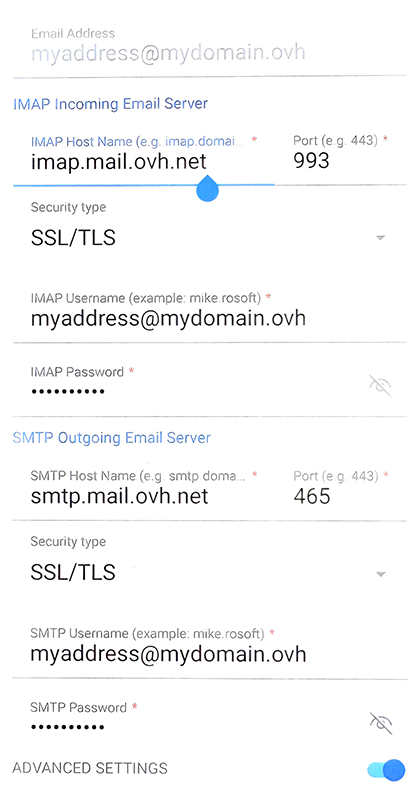 Email Address
myaddress@mydomain.ovh
IMAP Incoming Email Server
IMAP Host Name (e.g. imap.domai... * Port (e.g. 443) *
imap.mail.ovh.net 993
Security type
SSL/TLS
IMAP Username (example: mike.rosoft) *
myaddress@mydomain.ovh
IMAP Password *
••••••••••
SMTP Outgoing Email Server
SMTP Host Name (e.g. smtp doma... * Port (e.g. 443) *
smtp.mail.ovh.net 465
Security type
SSL/TLS
SMTP Username (example: mike.rosoft) *
myaddress@mydomain.ovh
SMTP Password *
••••••••••
ADVANCED SETTINGS